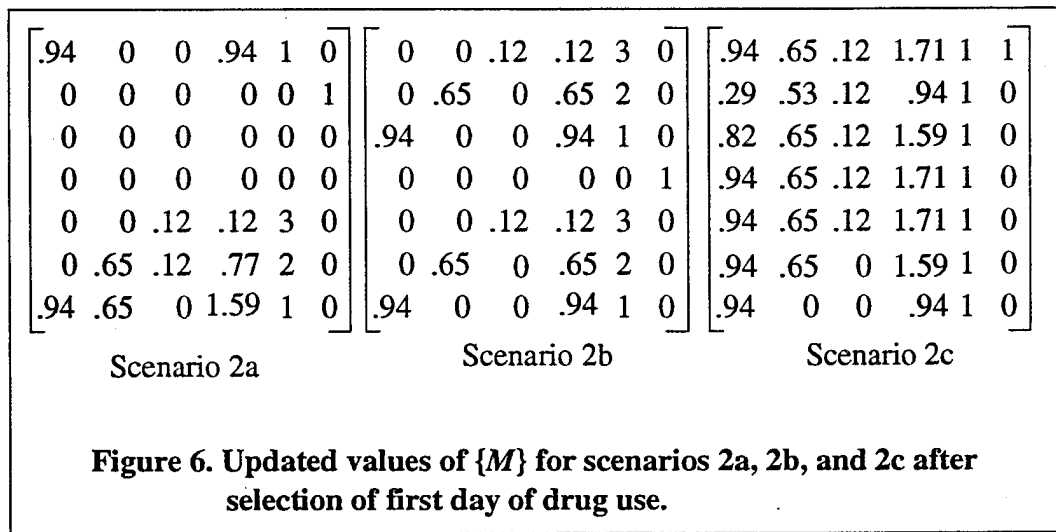 .94 0 0 .94 1 0 0 0 .12 .12 3 0 .94 .65 .12 1.71 1 1
0 0 0 0 0 1 0 .65 0 .65 2 0 .29 .53 .12 .94 1 0
0 0 0 0 0 0 .94 0 0 .94 1 0 .82 .65 .12 1.59 1 0
0 0 0 0 0 0 0 0 0 0 0 1 .94 .65 .12 1.71 1 0
0 0 .12 .12 3 0 0 0 .12 .12 3 0 .94 .65 .12 1.71 1 0
0 .65 .12 .77 2 0 0 .65 0 .65 2 0 .94 .65 0 1.59 1 0
.94 .65 0 1.59 1 0 .94 0 0 .94 1 0 .94 0 0 .94 1 0
Scenario 2a Scenario 2b Scenario 2c
Figure 6. Updated values of {M} for scenarios 2a, 2b, and 2c after
selection of first day of drug use.